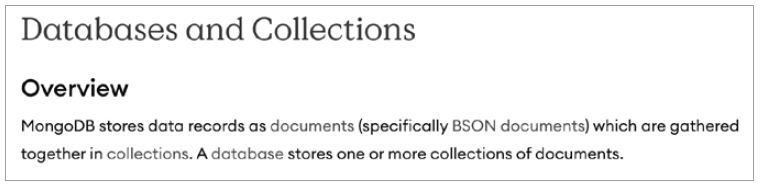 Databases and Collections
Overview
MongoDB stores data records as documents (specifically BSON documents) which are gathered
together in collections. A database stores one or more collections of documents.